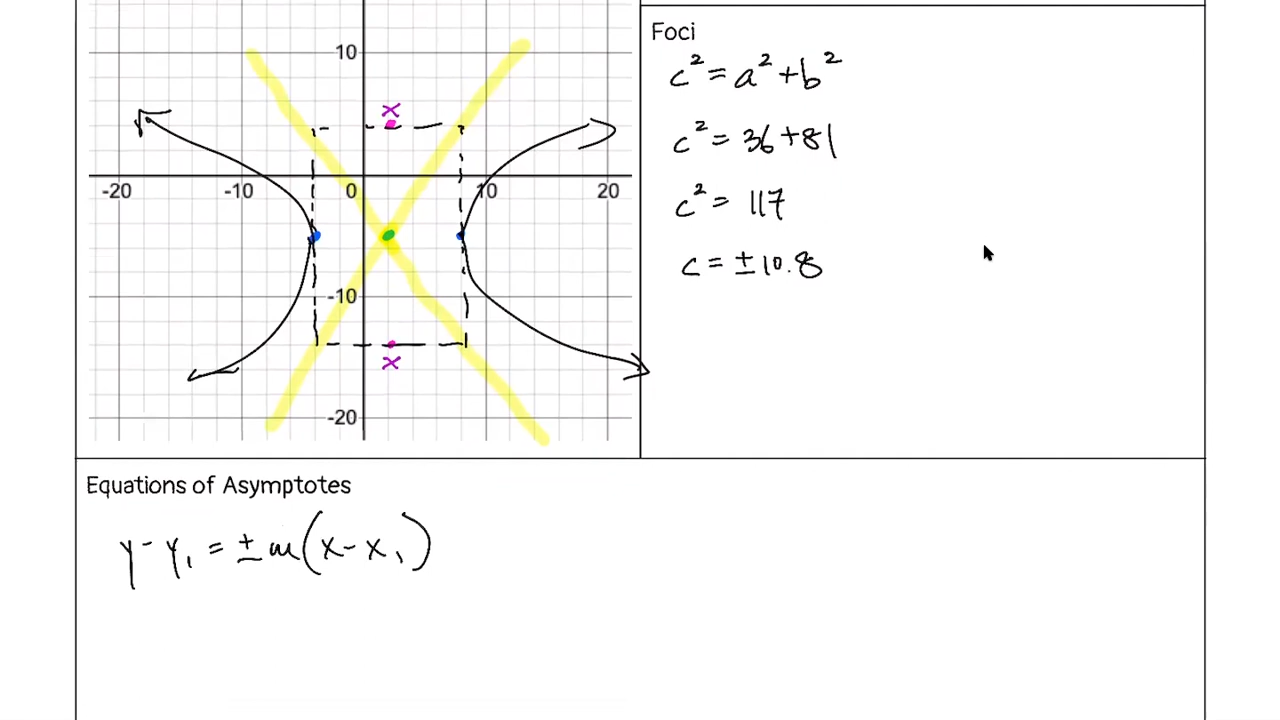 10
x
-20 -10 0 10 20
-10
x
-20
Foci
c² = a² + b²
c² = 36 + 81
c² = 117
c = ±10.8
Equations of Asymptotes
y - y₁ = ±m(x - x₁)